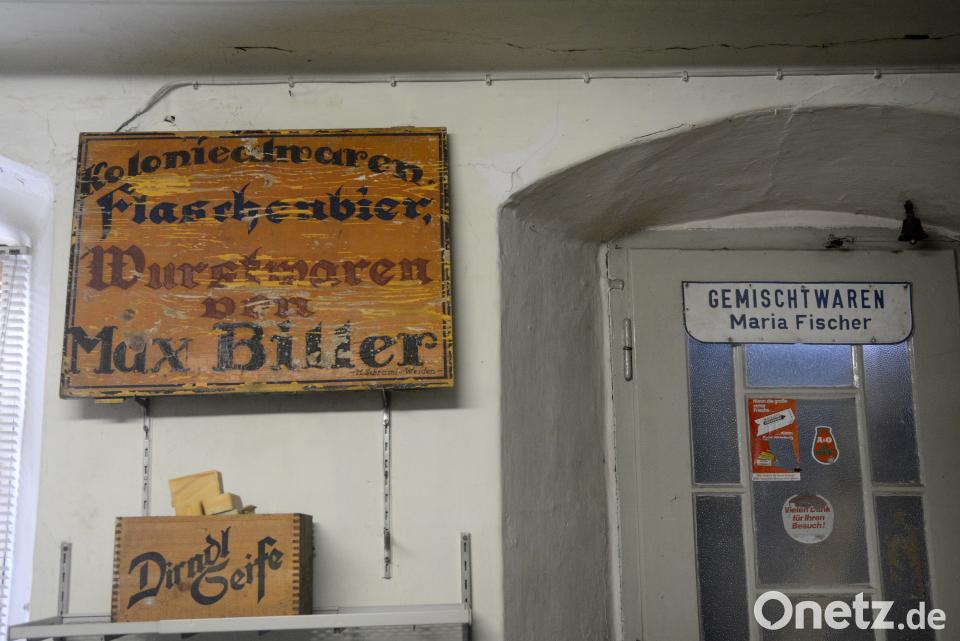 Kolonialwaren,
Flaschenbier,
Wurstwaren
von
Max Bitter
GEMISCHTWAREN
Maria Fischer
A&O
Vielen Dank
für Ihren
Besuch!
Dirndl
Seife
Onetz.de